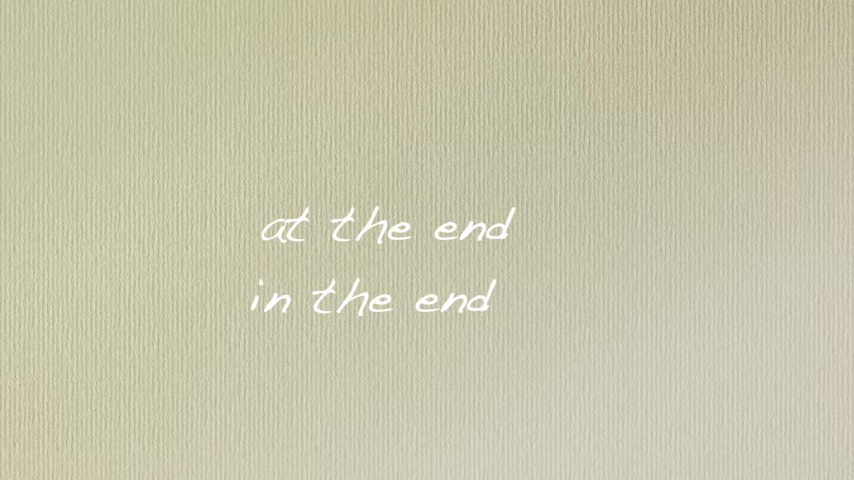 at the end
in the end